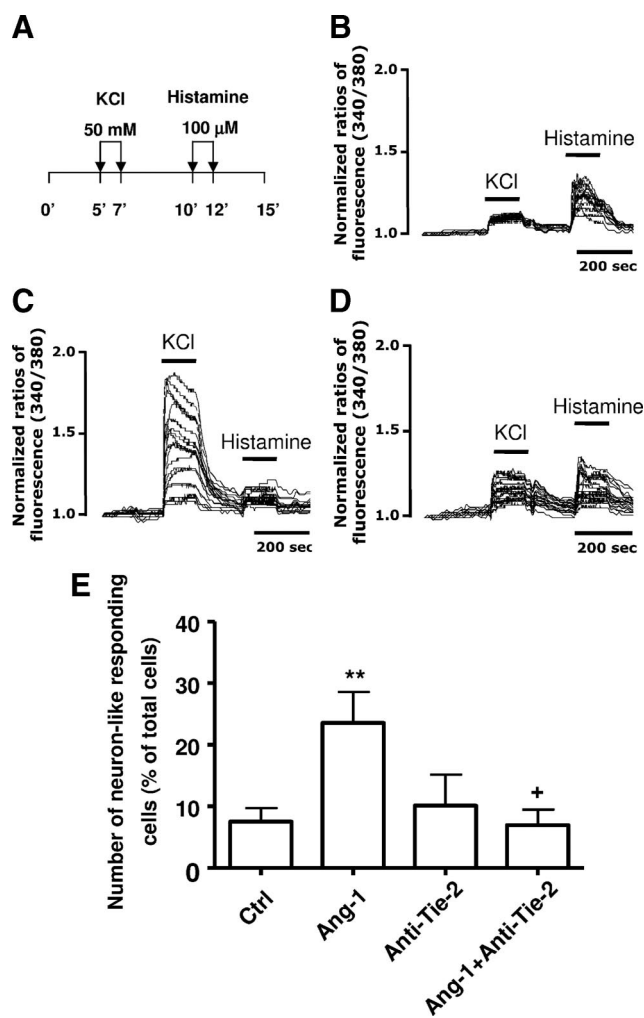 A
KCl
50 mM
Histamine
100 µM
0’
5’ 7’
10’ 12’
15’
B
Normalized ratios of
fluorescence (340/380)
2.0
1.5
1.0
KCl
Histamine
200 sec
C
Normalized ratios of
fluorescence (340/380)
2.0
1.5
1.0
KCl
Histamine
200 sec
D
Normalized ratios of
fluorescence (340/380)
2.0
1.5
1.0
KCl
Histamine
200 sec
E
Number of neuron-like responding
cells (% of total cells)
40
30
20
10
0
**
+
Ctrl
Ang-1
Anti-Tie-2
Ang-1+Anti-Tie-2